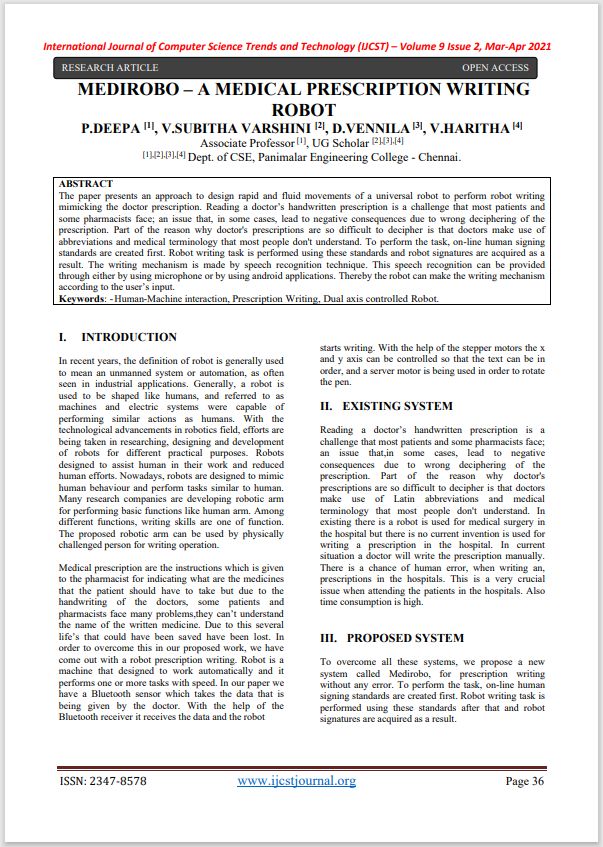 International Journal of Computer Science Trends and Technology (IJCST) – Volume 9 Issue 2, Mar-Apr 2021
RESEARCH ARTICLE OPEN ACCESS
MEDIROBO – A MEDICAL PRESCRIPTION WRITING
ROBOT
P.DEEPA [1], V.SUBITHA VARSHINI [2], D.VENNILA [3], V.HARITHA [4]
Associate Professor [1], UG Scholar [2],[3],[4]
[1],[2],[3],[4] Dept. of CSE, Panimalar Engineering College - Chennai.
ABSTRACT
The paper presents an approach to design rapid and fluid movements of a universal robot to perform robot writing
mimicking the doctor prescription. Reading a doctor's handwritten prescription is a challenge that most patients and
some pharmacists face; an issue that, in some cases, lead to negative consequences due to wrong deciphering of the
prescription. Part of the reason why doctor's prescriptions are so difficult to decipher is that doctors make use of
abbreviations and medical terminology that most people don't understand. To perform the task, on-line human signing
standards are created first. Robot writing task is performed using these standards and robot signatures are acquired as a
result. The writing mechanism is made by speech recognition technique. This speech recognition can be provided
through either by using microphone or by using android applications. Thereby the robot can make the writing mechanism
according to the user's input.
Keywords: - Human-Machine interaction, Prescription Writing, Dual axis controlled Robot.
I. INTRODUCTION
In recent years, the definition of robot is generally used
to mean an unmanned system or automation, as often
seen in industrial applications. Generally, a robot is
used to be shaped like humans, and referred to as
machines and electric systems were capable of
performing similar actions as humans. With the
technological advancements in robotics field, efforts are
being taken in researching, designing and development
of robots for different practical purposes. Robots
designed to assist human in their work and reduced
human efforts. Nowadays, robots are designed to mimic
human behaviour and perform tasks similar to human.
Many research companies are developing robotic arm
for performing basic functions like human arm. Among
different functions, writing skills are one of function.
The proposed robotic arm can be used by physically
challenged person for writing operation.
Medical prescription are the instructions which is given
to the pharmacist for indicating what are the medicines
that the patient should have to take but due to the
handwriting of the doctors, some patients and
pharmacists face many problems,they can't understand
the name of the written medicine. Due to this several
life's that could have been saved have been lost. In
order to overcome this in our proposed work, we have
come out with a robot prescription writing. Robot is a
machine that designed to work automatically and it
performs one or more tasks with speed. In our paper we
have a Bluetooth sensor which takes the data that is
being given by the doctor. With the help of the
Bluetooth receiver it receives the data and the robot
starts writing. With the help of the stepper motors the x
and y axis can be controlled so that the text can be in
order, and a server motor is being used in order to rotate
the pen.
II. EXISTING SYSTEM
Reading a doctor's handwritten prescription is a
challenge that most patients and some pharmacists face;
an issue that,in some cases, lead to negative
consequences due to wrong deciphering of the
prescription. Part of the reason why doctor's
prescriptions are so difficult to decipher is that doctors
make use of Latin abbreviations and medical
terminology that most people don't understand. In
existing there is a robot is used for medical surgery in
the hospital but there is no current invention is used for
writing a prescription in the hospital. In current
situation a doctor will write the prescription manually.
There is a chance of human error, when writing an,
prescriptions in the hospitals. This is a very crucial
issue when attending the patients in the hospitals. Also
time consumption is high.
III. PROPOSED SYSTEM
To overcome all these systems, we propose a new
system called Medirobo, for prescription writing
without any error. To perform the task, on-line human
signing standards are created first. Robot writing task is
performed using these standards after that and robot
signatures are acquired as a result.
ISSN: 2347-8578 www.ijcstjournal.org Page 36